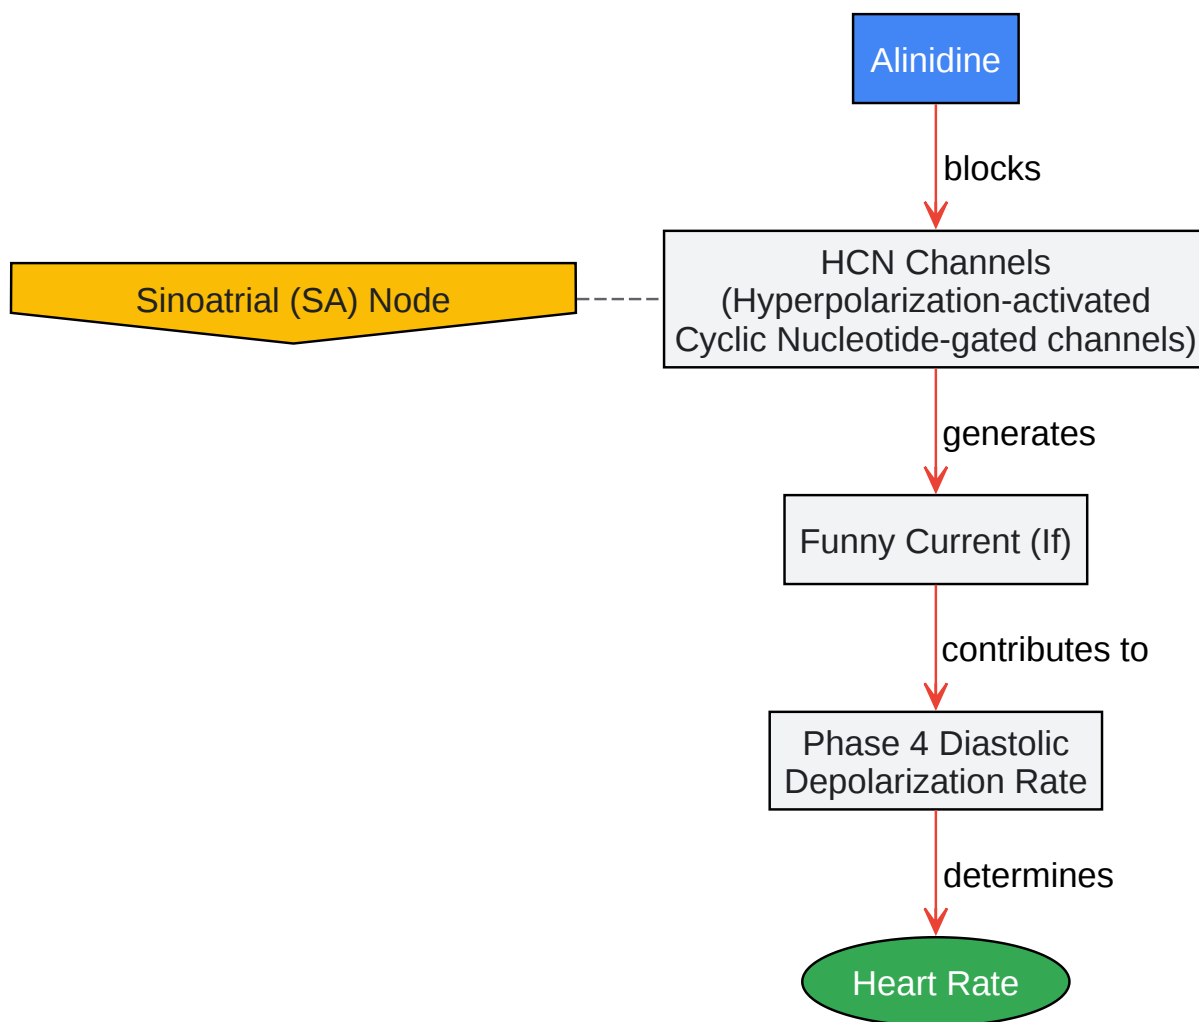 Alinidine
blocks
Sinoatrial (SA) Node
HCN Channels
(Hyperpolarization-activated
Cyclic Nucleotide-gated channels)
generates
Funny Current (If)
contributes to
Phase 4 Diastolic
Depolarization Rate
determines
Heart Rate